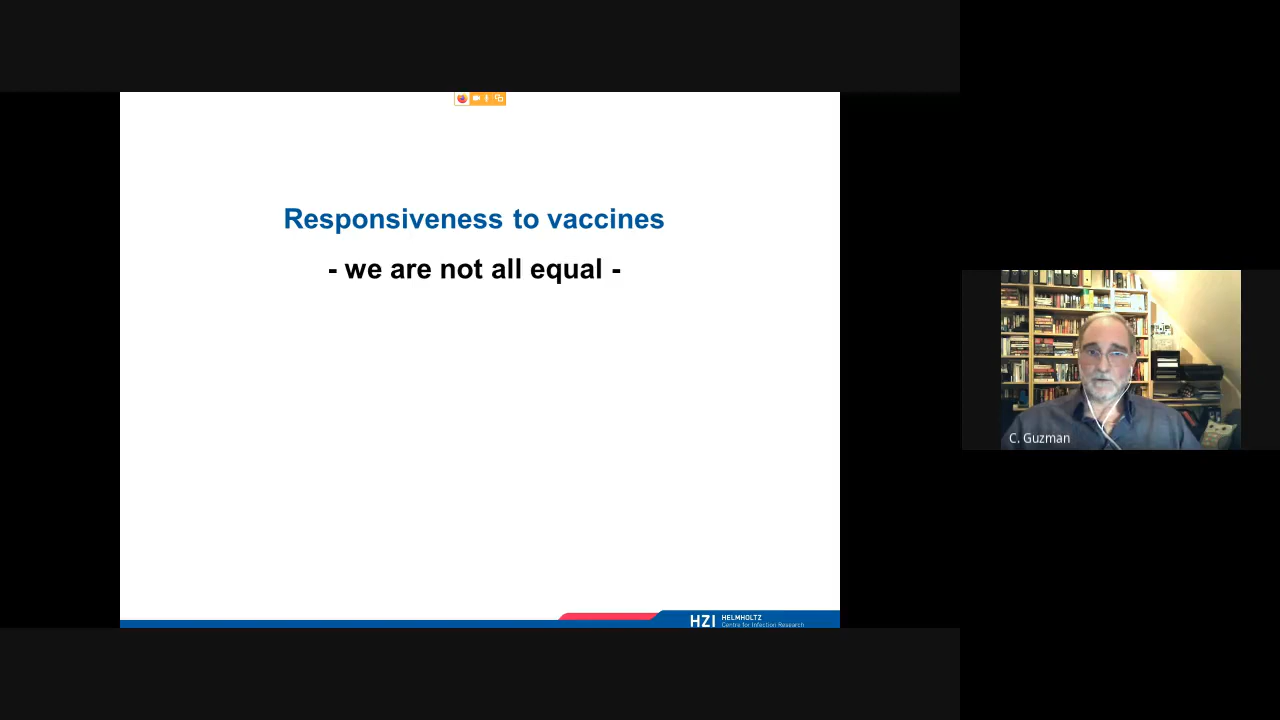 Responsiveness to vaccines
- we are not all equal -
HZI
HELMHOLTZ
Centre for Infection Research
C. Guzman